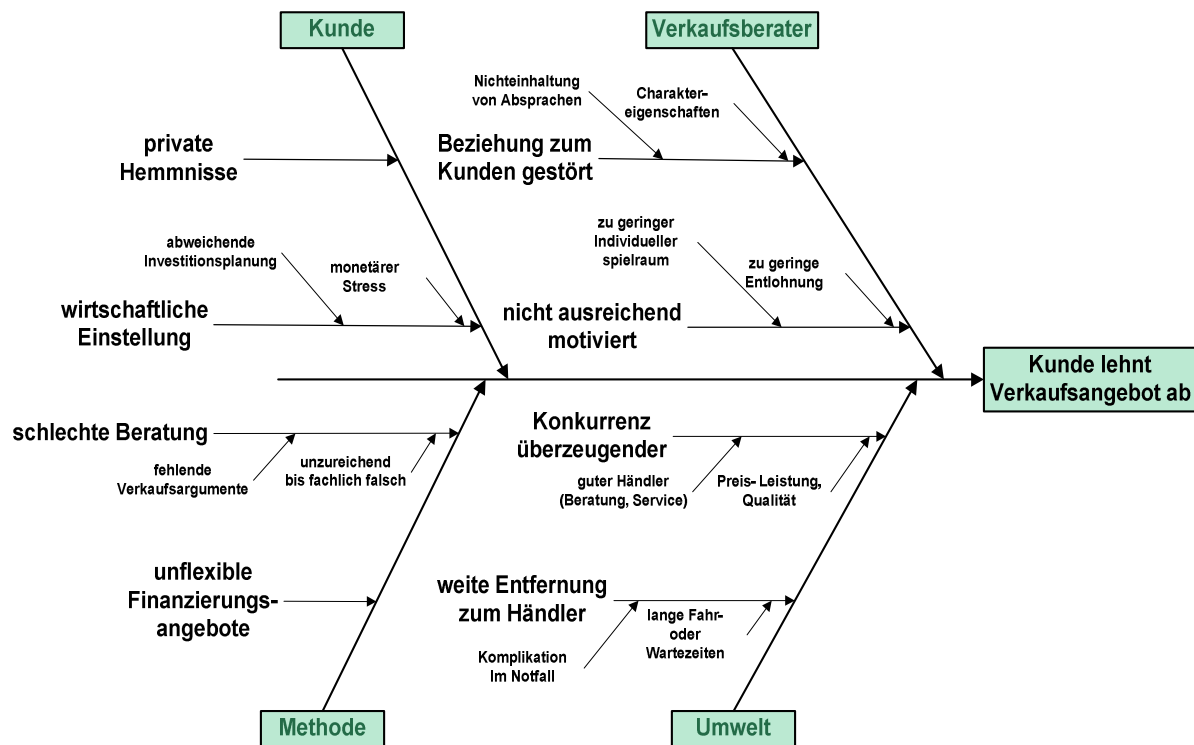 Kunde
Verkaufsberater
Nichteinhaltung
von Absprachen
Charakter-
eigenschaften
private
Hemmnisse
Beziehung zum
Kunden gestört
abweichende
Investitionsplanung
monetärer
Stress
zu geringer
Individueller
spielraum
zu geringe
Entlohnung
wirtschaftliche
Einstellung
nicht ausreichend
motiviert
Kunde lehnt
Verkaufsangebot ab
schlechte Beratung
fehlende
Verkaufsargumente
unzureichend
bis fachlich falsch
Konkurrenz
überzeugender
guter Händler
(Beratung, Service)
Preis- Leistung,
Qualität
unflexible
Finanzierungs-
angebote
weite Entfernung
zum Händler
Komplikation
Im Notfall
lange Fahr-
oder
Wartezeiten
Methode
Umwelt